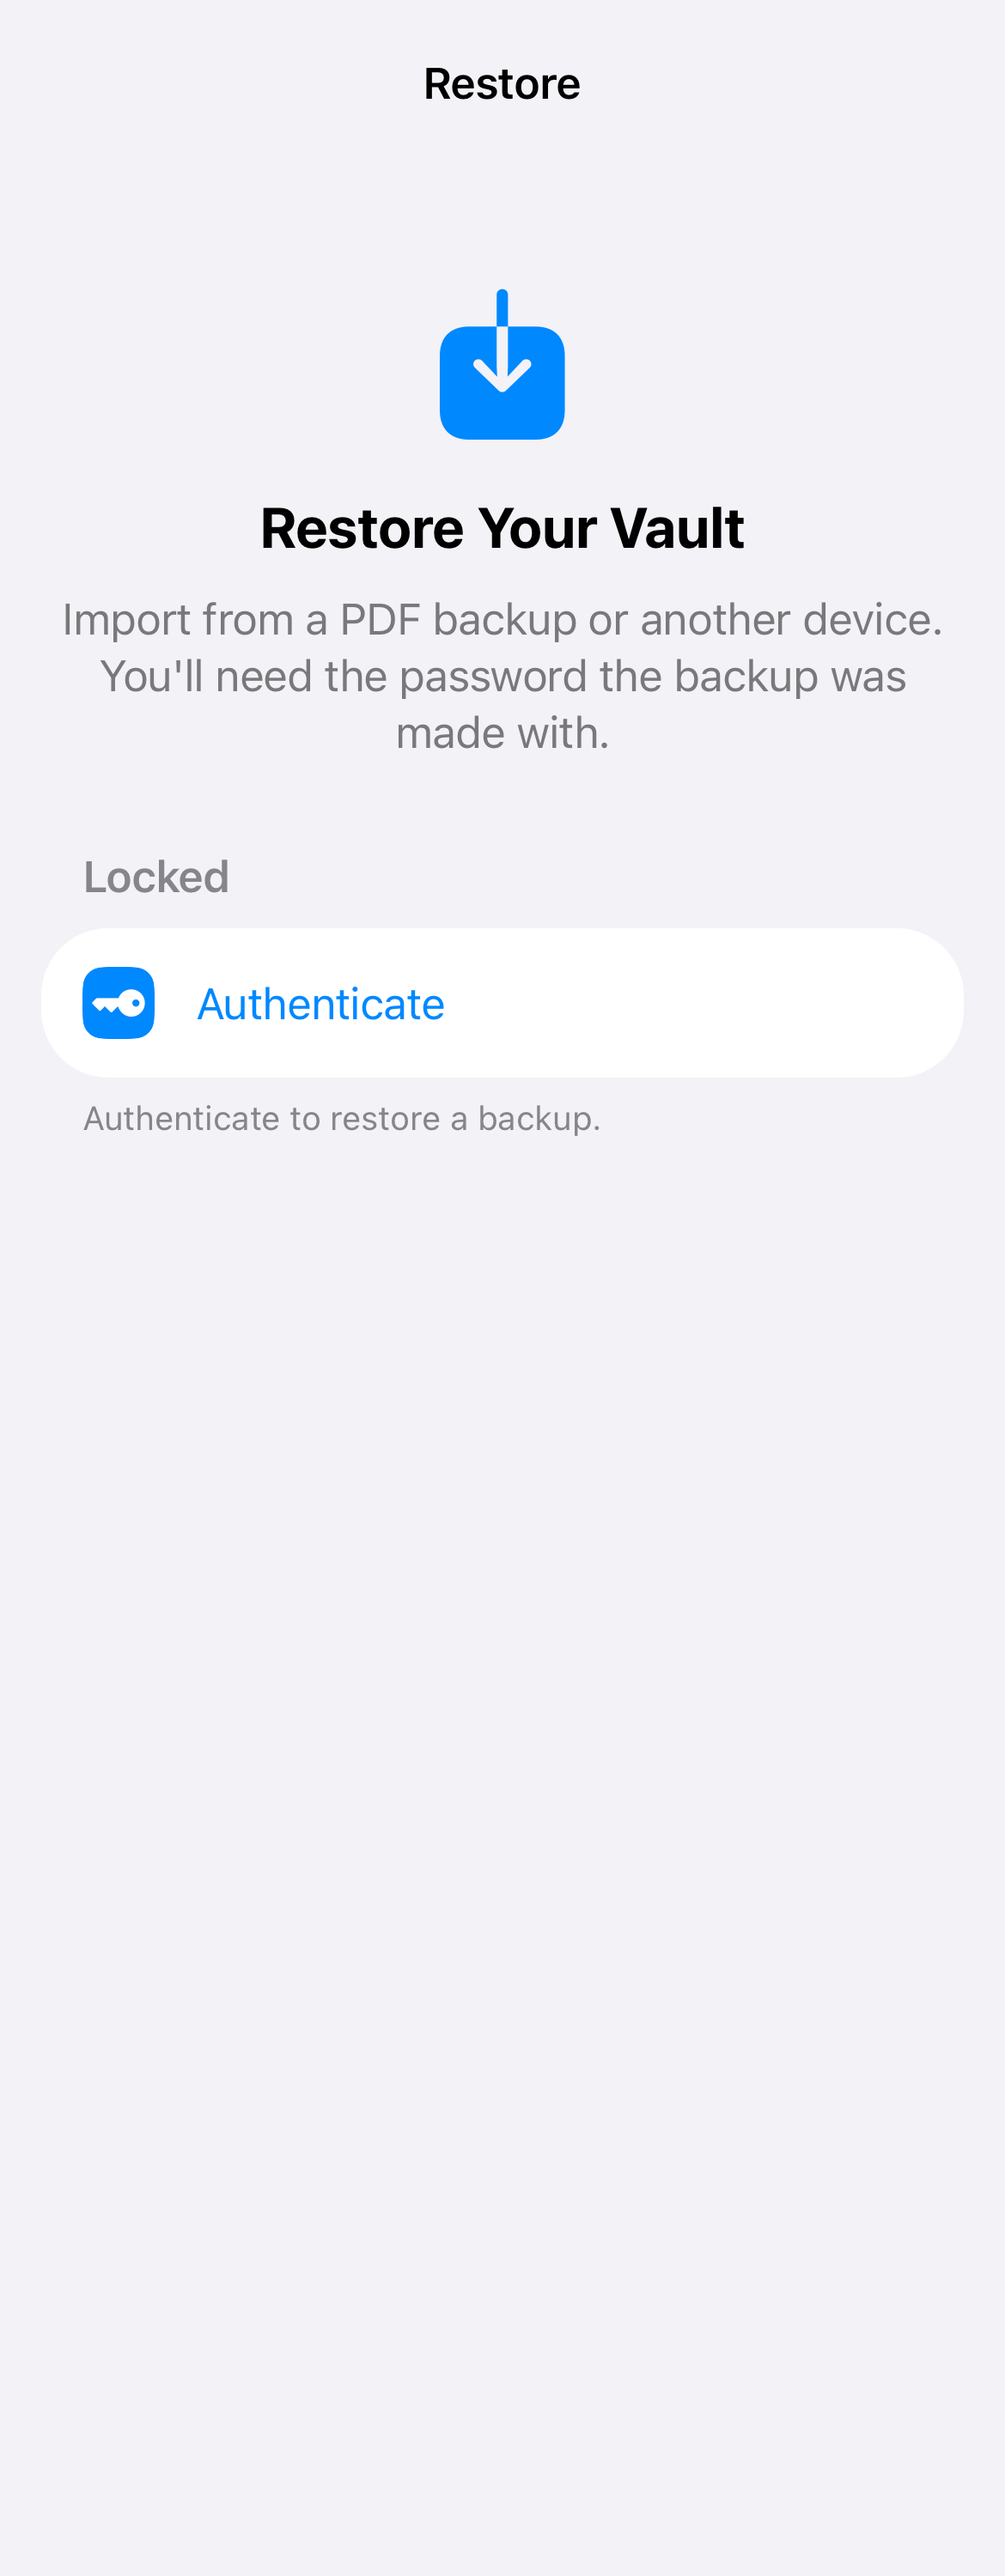 Restore
Restore Your Vault
Import from a PDF backup or another device.
You'll need the password the backup was
made with.
Locked
Authenticate
Authenticate to restore a backup.